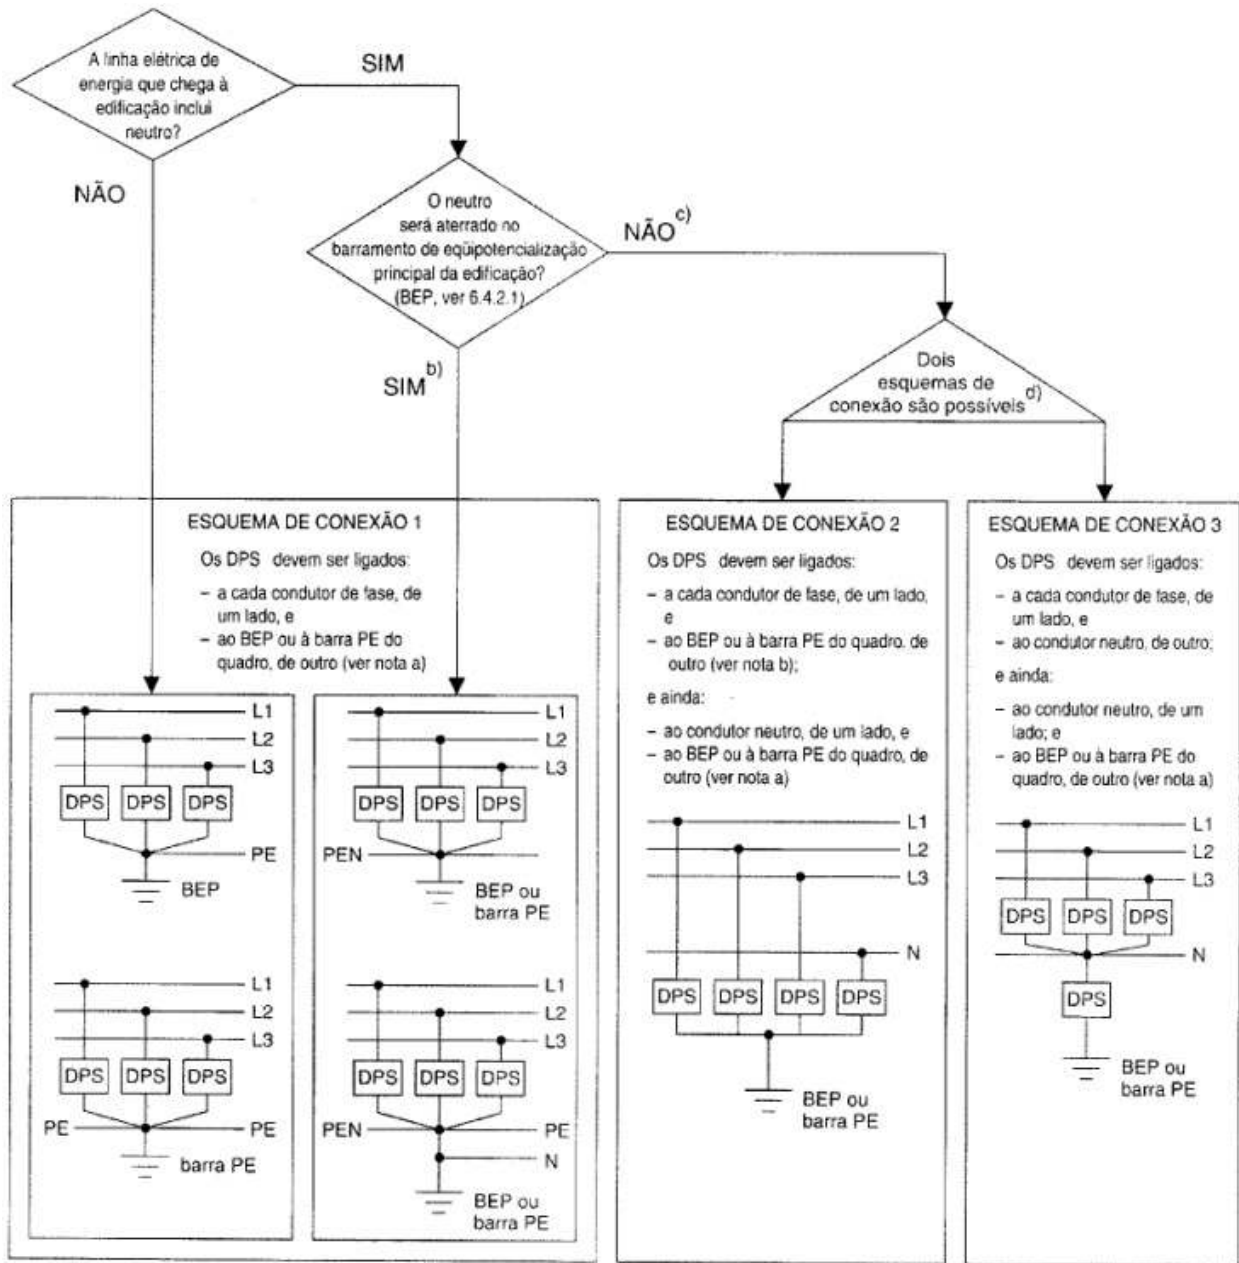 A linha elétrica de
energia que chega à
edificação inclui
neutro?
SIM
NÃO
O neutro
será aterrado no
barramento de eqüipotencialização
principal da edificação?
(BEP, ver 6.4.2.1)
NÃO c)
SIM b)
Dois
esquemas de
conexão são possíveis d)
ESQUEMA DE CONEXÃO 1
Os DPS devem ser ligados:
– a cada condutor de fase, de
um lado, e
– ao BEP ou à barra PE do
quadro, de outro (ver nota a)
L1
L2
L3
DPS DPS DPS
PE
BEP
L1
L2
L3
DPS DPS DPS
PE PE
barra PE
L1
L2
L3
DPS DPS DPS
PEN
BEP ou
barra PE
L1
L2
L3
DPS DPS DPS
PEN PE
N
BEP ou
barra PE
ESQUEMA DE CONEXÃO 2
Os DPS devem ser ligados:
– a cada condutor de fase, de um lado,
e
– ao BEP ou à barra PE do quadro, de
outro (ver nota b);
e ainda:
– ao condutor neutro, de um lado, e
– ao BEP ou à barra PE do quadro, de
outro (ver nota a)
L1
L2
L3
N
DPS DPS DPS DPS
BEP ou
barra PE
ESQUEMA DE CONEXÃO 3
Os DPS devem ser ligados:
– a cada condutor de fase, de
um lado, e
– ao condutor neutro, de outro;
e ainda:
– ao condutor neutro, de um
lado; e
– ao BEP ou à barra PE do
quadro, de outro (ver nota a)
L1
L2
L3
DPS DPS DPS
N
DPS
BEP ou
barra PE